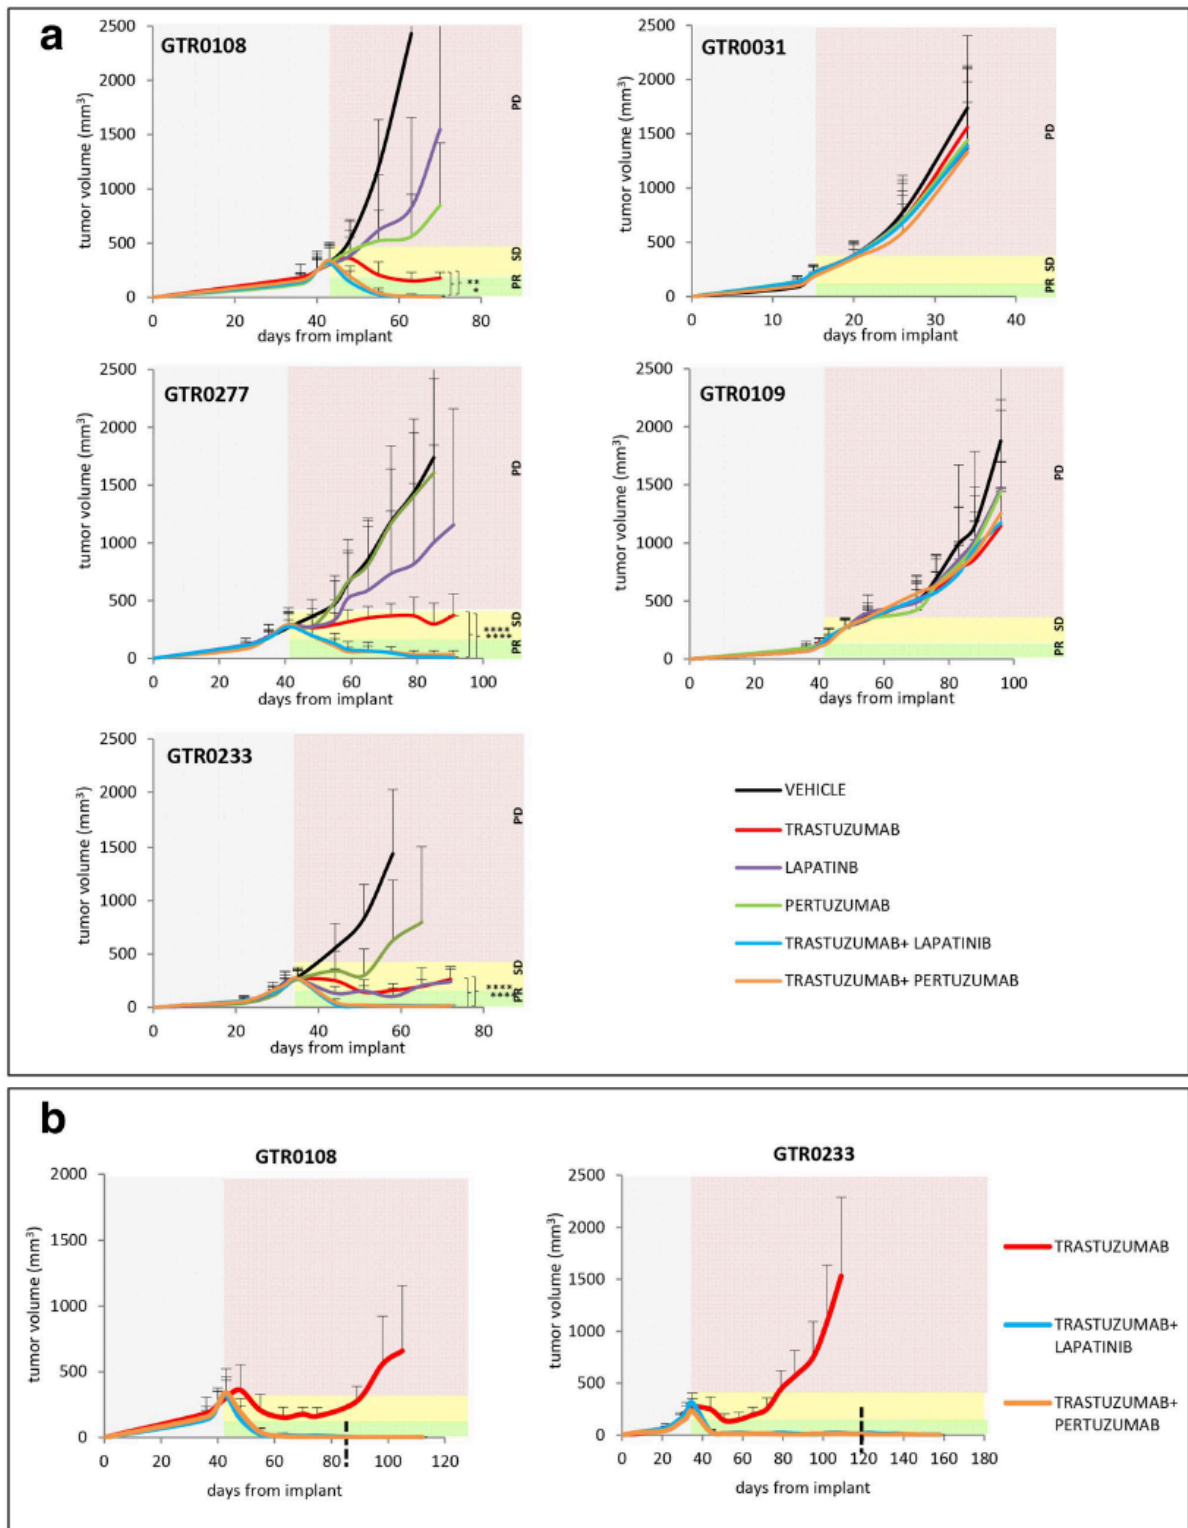 a
GTR0108
tumor volume (mm³)
2500
2000
1500
1000
500
0
0 20 40 60 80
days from implant
PD
SD
PR
**
*
GTR0031
tumor volume (mm³)
2500
2000
1500
1000
500
0
0 10 20 30 40
days from implant
PD
SD
PR
GTR0277
tumor volume (mm³)
2500
2000
1500
1000
500
0
0 20 40 60 80 100
days from implant
PD
SD
PR
****
****
GTR0109
tumor volume (mm³)
2500
2000
1500
1000
500
0
0 20 40 60 80 100
days from implant
PD
SD
PR
GTR0233
tumor volume (mm³)
2500
2000
1500
1000
500
0
0 20 40 60 80
days from implant
PD
SD
PR
****
****
VEHICLE
TRASTUZUMAB
LAPATINB
PERTUZUMAB
TRASTUZUMAB+ LAPATINIB
TRASTUZUMAB+ PERTUZUMAB
b
GTR0108
tumor volume (mm³)
2000
1500
1000
500
0
0 20 40 60 80 100 120
days from implant
GTR0233
tumor volume (mm³)
2500
2000
1500
1000
500
0
0 20 40 60 80 100 120 140 160 180
days from implant
TRASTUZUMAB
TRASTUZUMAB+
LAPATINIB
TRASTUZUMAB+
PERTUZUMAB